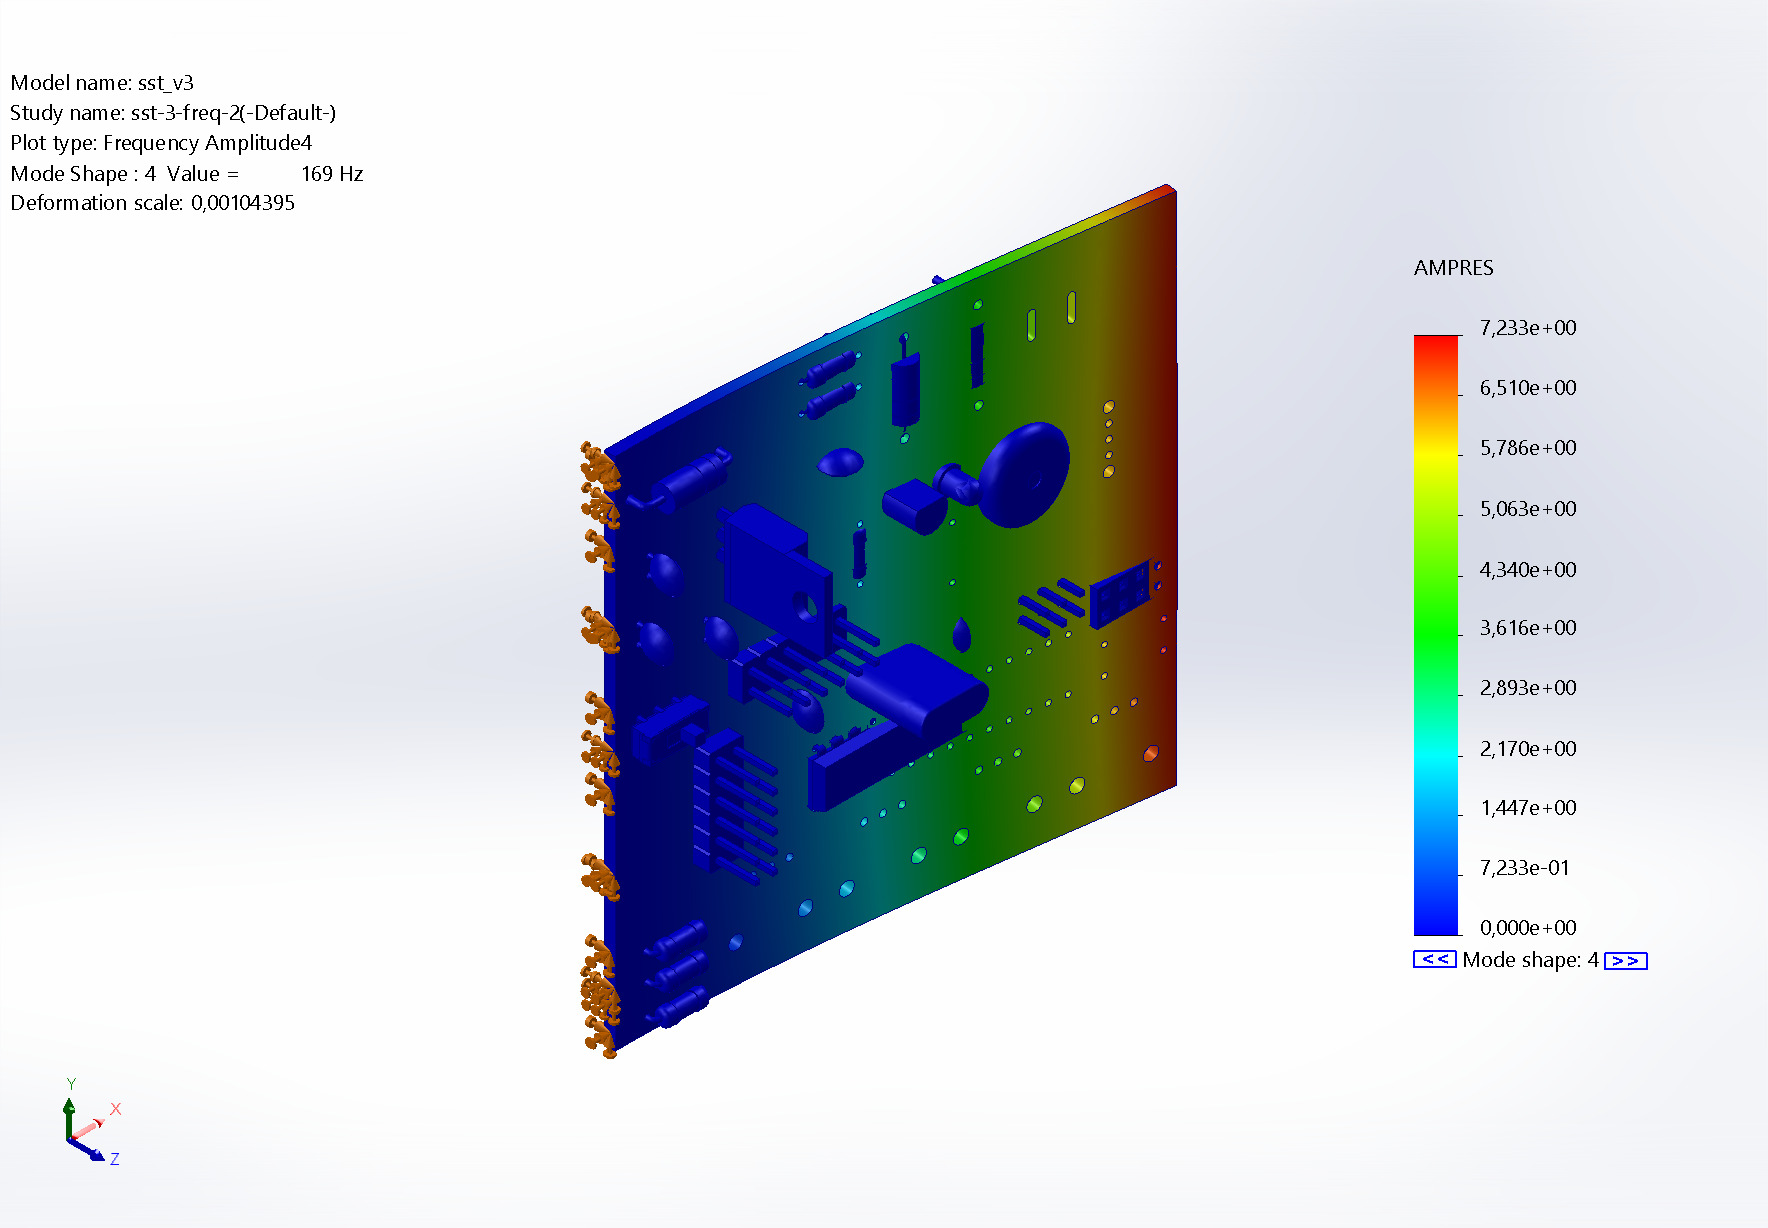 Model name: sst_v3
Study name: sst-3-freq-2(-Default-)
Plot type: Frequency Amplitude4
Mode Shape : 4 Value = 169 Hz
Deformation scale: 0,00104395
AMPRES
7,233e+00
6,510e+00
5,786e+00
5,063e+00
4,340e+00
3,616e+00
2,893e+00
2,170e+00
1,447e+00
7,233e-01
0,000e+00
<< Mode shape: 4 >>
Y
X
Z